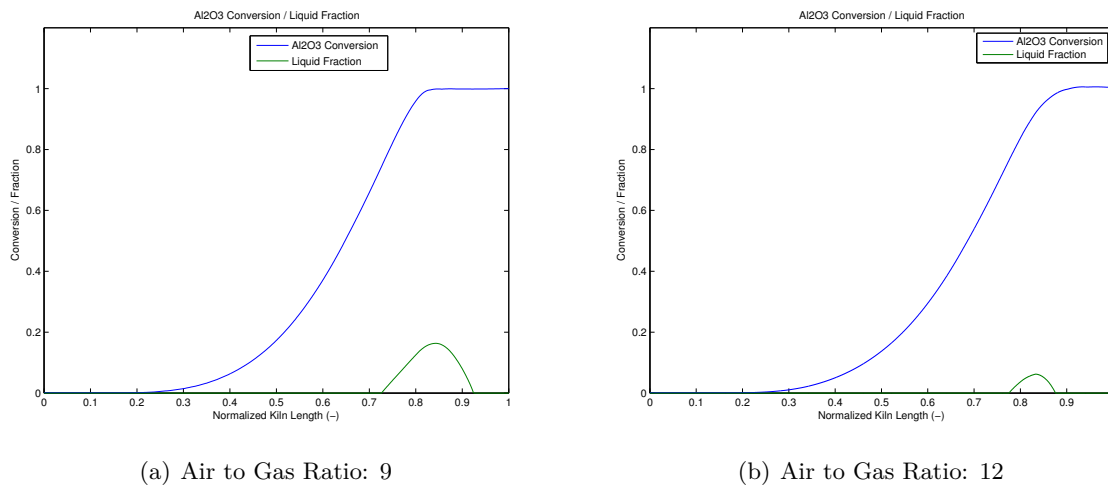 Al2O3 Conversion / Liquid Fraction
Al2O3 Conversion
Liquid Fraction
Conversion / Fraction
1
0.8
0.6
0.4
0.2
0
0 0.1 0.2 0.3 0.4 0.5 0.6 0.7 0.8 0.9 1
Normalized Kiln Length (−)
(a) Air to Gas Ratio: 9
Al2O3 Conversion / Liquid Fraction
Al2O3 Conversion
Liquid Fraction
Conversion / Fraction
1
0.8
0.6
0.4
0.2
0
0 0.1 0.2 0.3 0.4 0.5 0.6 0.7 0.8 0.9
Normalized Kiln Length (−)
(b) Air to Gas Ratio: 12